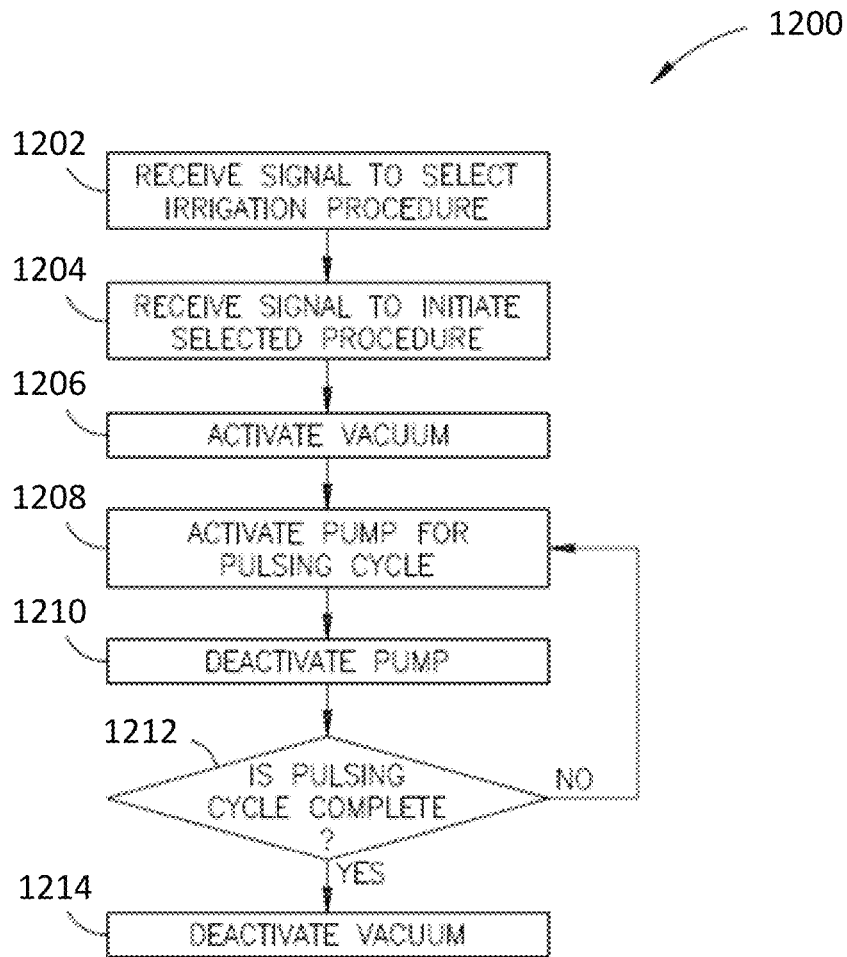 1200
1202
RECEIVE SIGNAL TO SELECT
IRRIGATION PROCEDURE
1204
RECEIVE SIGNAL TO INITIATE
SELECTED PROCEDURE
1206
ACTIVATE VACUUM
1208
ACTIVATE PUMP FOR
PULSING CYCLE
1210
DEACTIVATE PUMP
1212
IS PULSING
CYCLE COMPLETE
?
NO
YES
1214
DEACTIVATE VACUUM